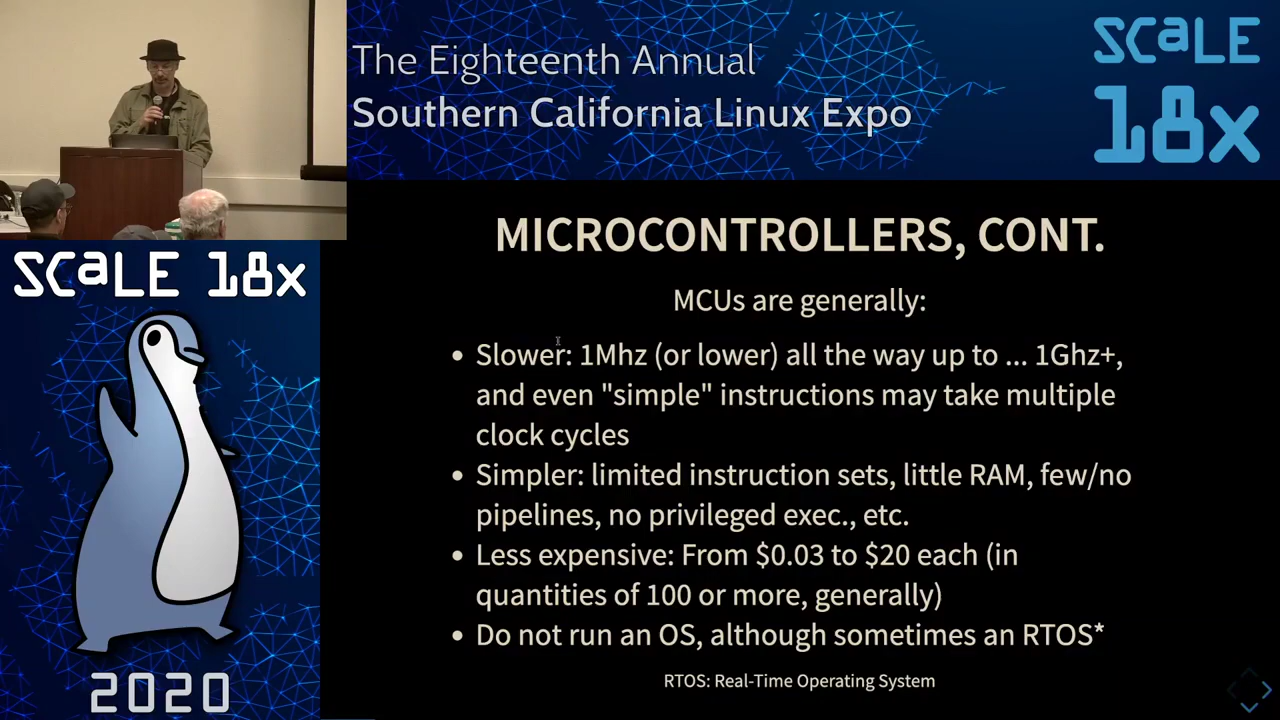 The Eighteenth Annual
Southern California Linux Expo
SCaLE
18x
SCaLE 18x
2020
MICROCONTROLLERS, CONT.
MCUs are generally:
• Slower: 1Mhz (or lower) all the way up to ... 1Ghz+,
and even "simple" instructions may take multiple
clock cycles
• Simpler: limited instruction sets, little RAM, few/no
pipelines, no privileged exec., etc.
• Less expensive: From $0.03 to $20 each (in
quantities of 100 or more, generally)
• Do not run an OS, although sometimes an RTOS*
RTOS: Real-Time Operating System